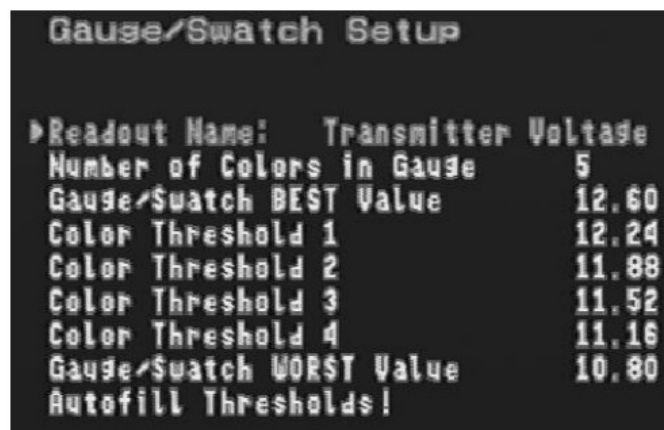 Gauge/Swatch Setup
▶Readout Name: Transmitter Voltage
Number of Colors in Gauge 5
Gauge/Swatch BEST Value 12.60
Color Threshold 1 12.24
Color Threshold 2 11.88
Color Threshold 3 11.52
Color Threshold 4 11.16
Gauge/Swatch WORST Value 10.80
Autofill Thresholds!